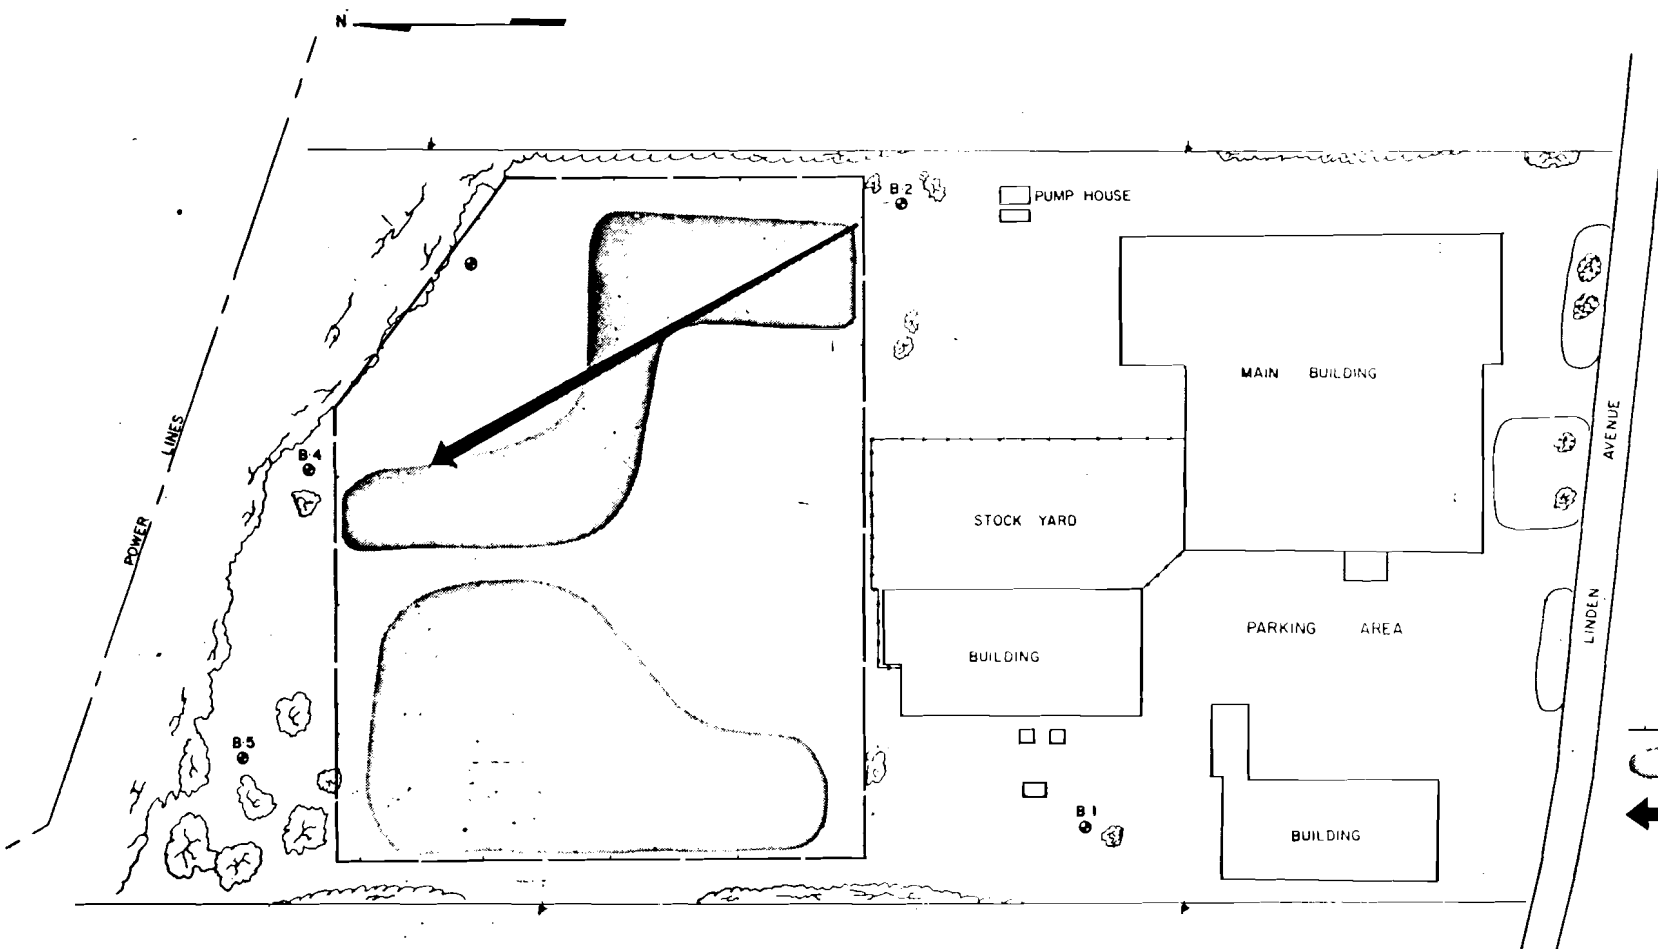 N
B·2
PUMP HOUSE
MAIN BUILDING
AVENUE
LINES
B·4
STOCK YARD
POWER
LINDEN
PARKING AREA
BUILDING
B·5
B·1
BUILDING